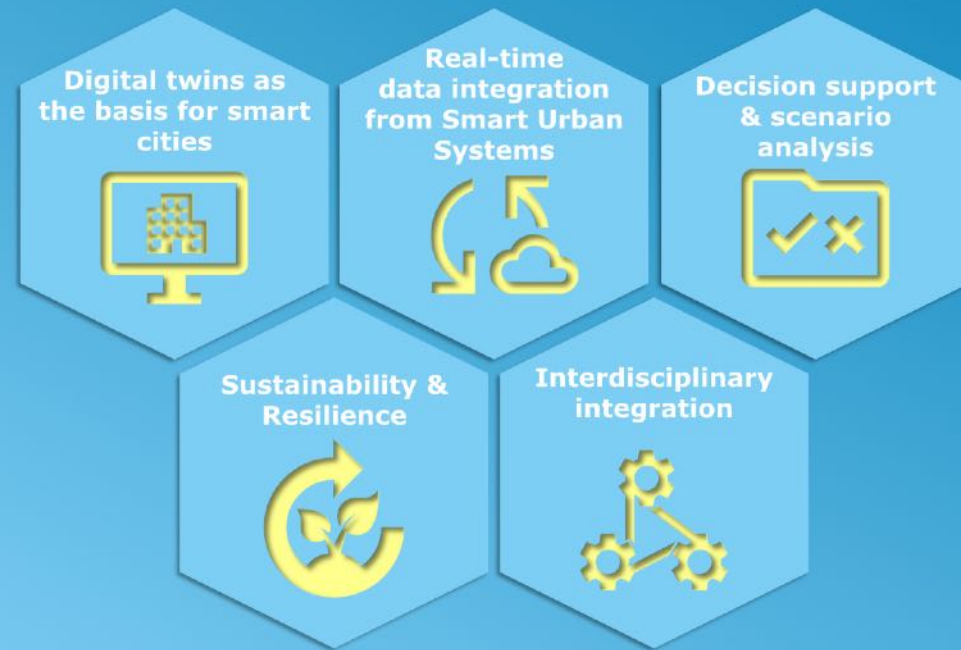 Digital twins as
the basis for smart
cities
Real-time
data integration
from Smart Urban
Systems
Decision support
& scenario
analysis
Sustainability &
Resilience
Interdisciplinary
integration